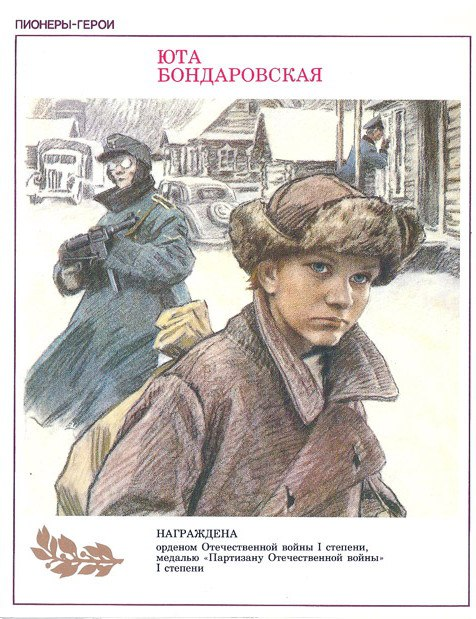 ПИОНЕРЫ-ГЕРОИ
ЮТА
БОНДАРОВСКАЯ
НАГРАЖДЕНА
орденом Отечественной войны I степени,
медалью «Партизану Отечественной войны»
I степени